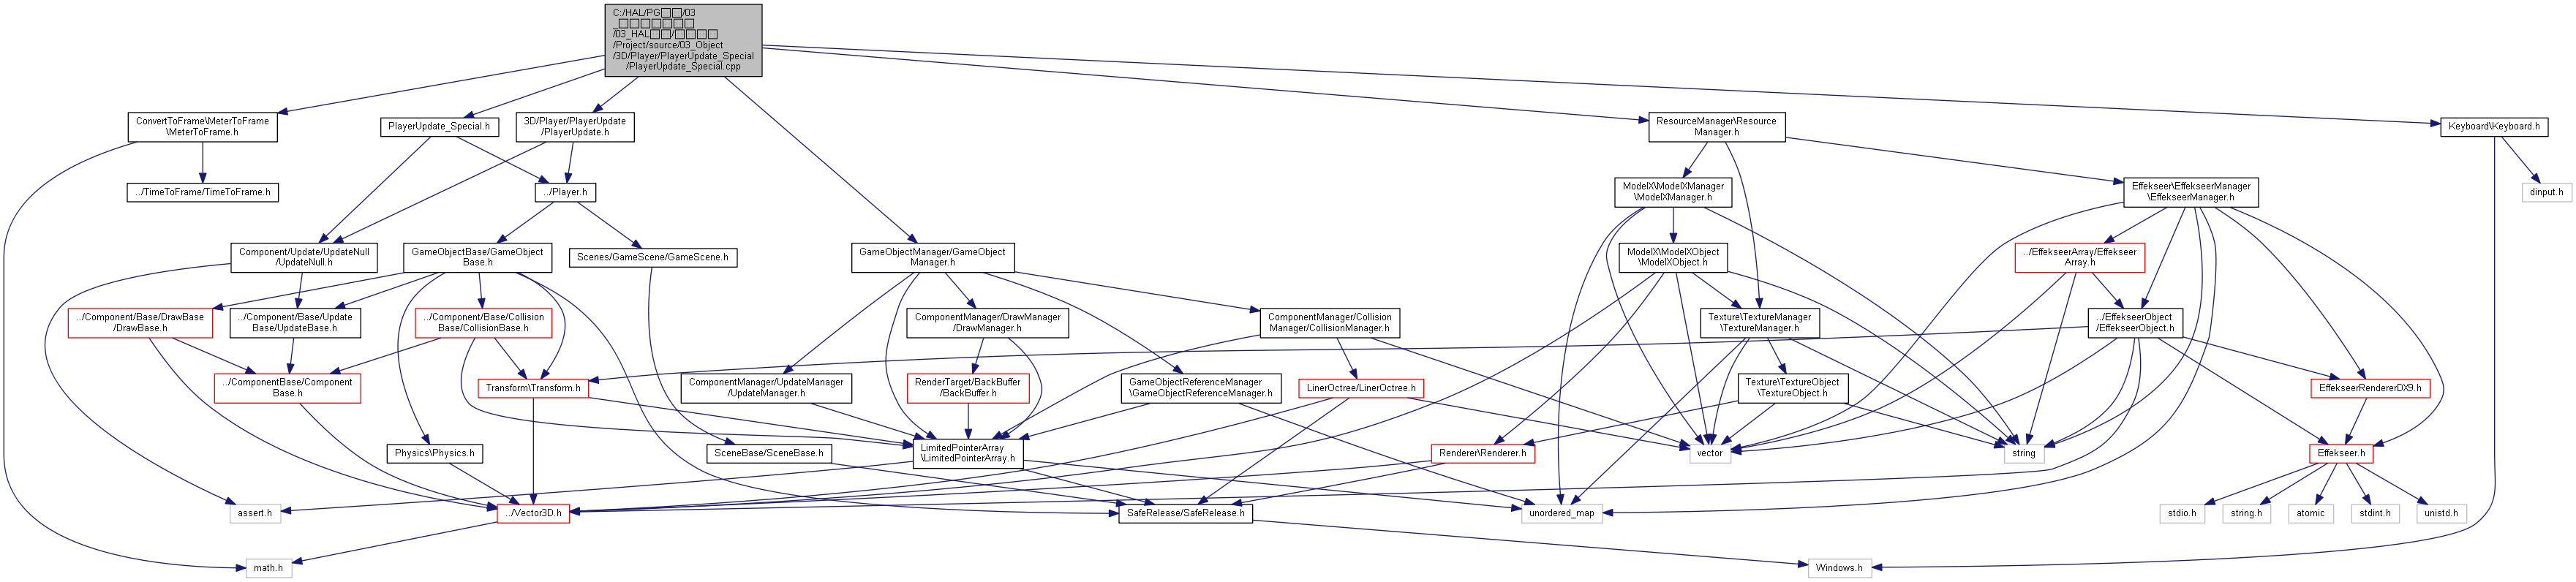 C:/HAL/PG□□/03
_□□□□□□□
/03_HAL□□/□□□□
/Project/source/03_Object
/3D/Player/PlayerUpdate_Special
/PlayerUpdate_Special.cpp
ConvertToFrame\MeterToFrame
\MeterToFrame.h
PlayerUpdate_Special.h
3D/Player/PlayerUpdate
/PlayerUpdate.h
ResourceManager\Resource
Manager.h
Keyboard\Keyboard.h
../TimeToFrame/TimeToFrame.h
../Player.h
ModelX\ModelXManager
\ModelXManager.h
Effekseer\EffekseerManager
\EffekseerManager.h
dinput.h
Component/Update/UpdateNull
/UpdateNull.h
GameObjectBase/GameObject
Base.h
Scenes/GameScene/GameScene.h
GameObjectManager/GameObject
Manager.h
ModelX\ModelXObject
\ModelXObject.h
../EffekseerArray/Effekseer
Array.h
../Component/Base/DrawBase
/DrawBase.h
../Component/Base/Update
Base/UpdateBase.h
../Component/Base/Collision
Base/CollisionBase.h
ComponentManager/DrawManager
/DrawManager.h
ComponentManager/Collision
Manager/CollisionManager.h
Texture\TextureManager
\TextureManager.h
../EffekseerObject
/EffekseerObject.h
../ComponentBase/Component
Base.h
Transform\Transform.h
ComponentManager/UpdateManager
/UpdateManager.h
RenderTarget/BackBuffer
/BackBuffer.h
GameObjectReferenceManager
\GameObjectReferenceManager.h
LinerOctree/LinerOctree.h
Texture\TextureObject
\TextureObject.h
EffekseerRendererDX9.h
Physics\Physics.h
SceneBase/SceneBase.h
LimitedPointerArray
\LimitedPointerArray.h
Renderer\Renderer.h
vector
string
Effekseer.h
assert.h
../Vector3D.h
SafeRelease/SafeRelease.h
unordered_map
stdio.h
string.h
atomic
stdint.h
unistd.h
math.h
Windows.h